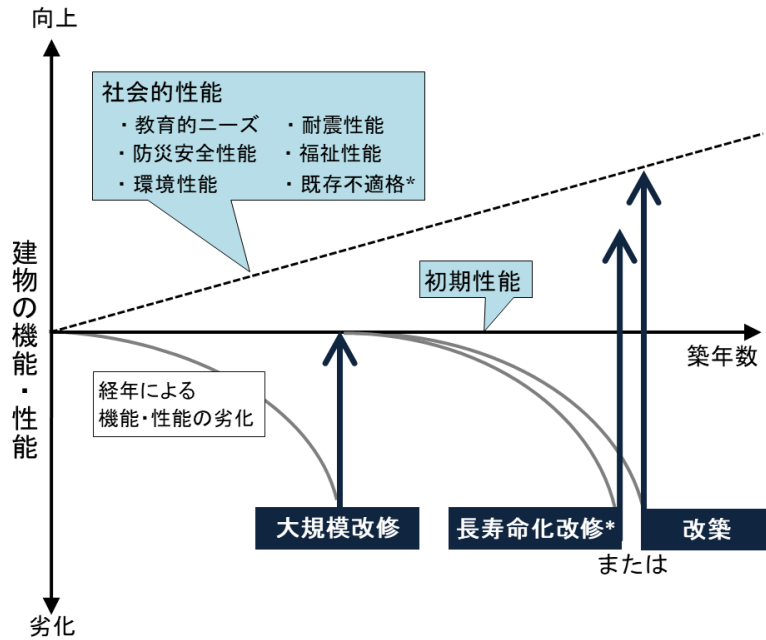 向上
社会的性能
・教育的ニーズ ・耐震性能
・防災安全性能 ・福祉性能
・環境性能 ・既存不適格*
建物の機能・性能
初期性能
築年数
経年による
機能・性能の劣化
大規模改修
長寿命化改修*
改築
または
劣化